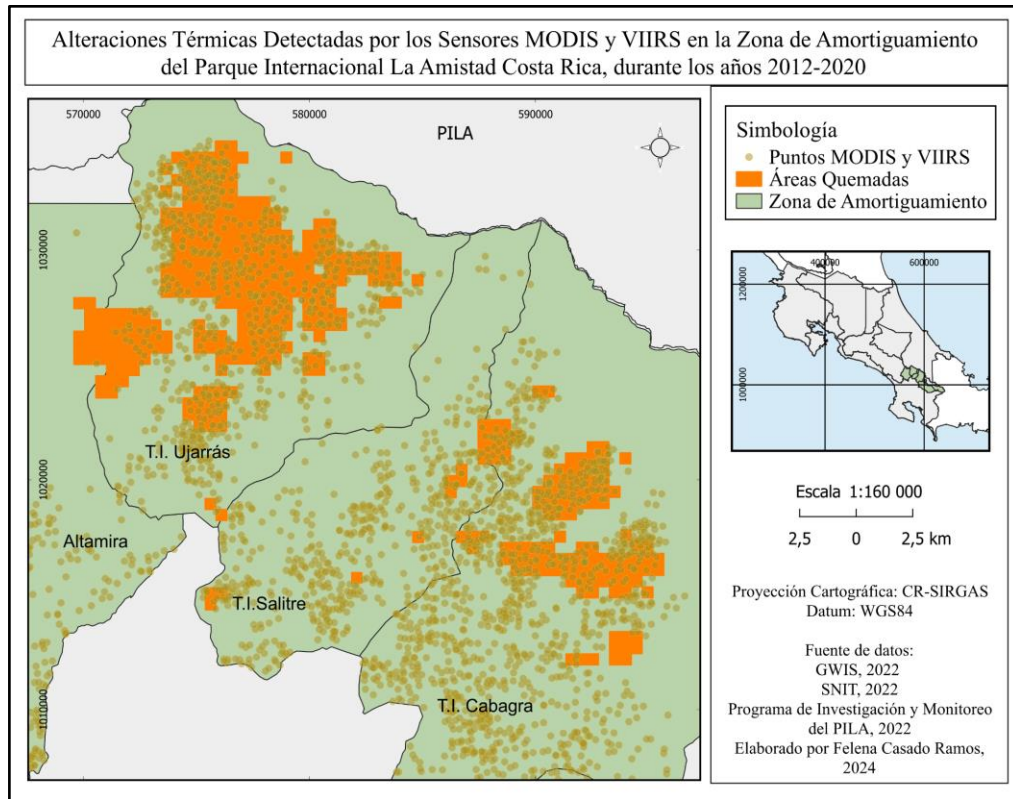 Alteraciones Térmicas Detectadas por los Sensores MODIS y VIIRS en la Zona de Amortiguamiento
del Parque Internacional La Amistad Costa Rica, durante los años 2012-2020
570000
580000
590000
PILA
1030000
1020000
1010000
T.I. Ujarrás
Altamira
T.I.Salitre
T.I. Cabagra
Simbología
Puntos MODIS y VIIRS
Áreas Quemadas
Zona de Amortiguamiento
400000
600000
1200000
1000000
Escala 1:160 000
2,5 0 2,5 km
Proyección Cartográfica: CR-SIRGAS
Datum: WGS84
Fuente de datos:
GWIS, 2022
SNIT, 2022
Programa de Investigación y Monitoreo
del PILA, 2022
Elaborado por Felena Casado Ramos,
2024